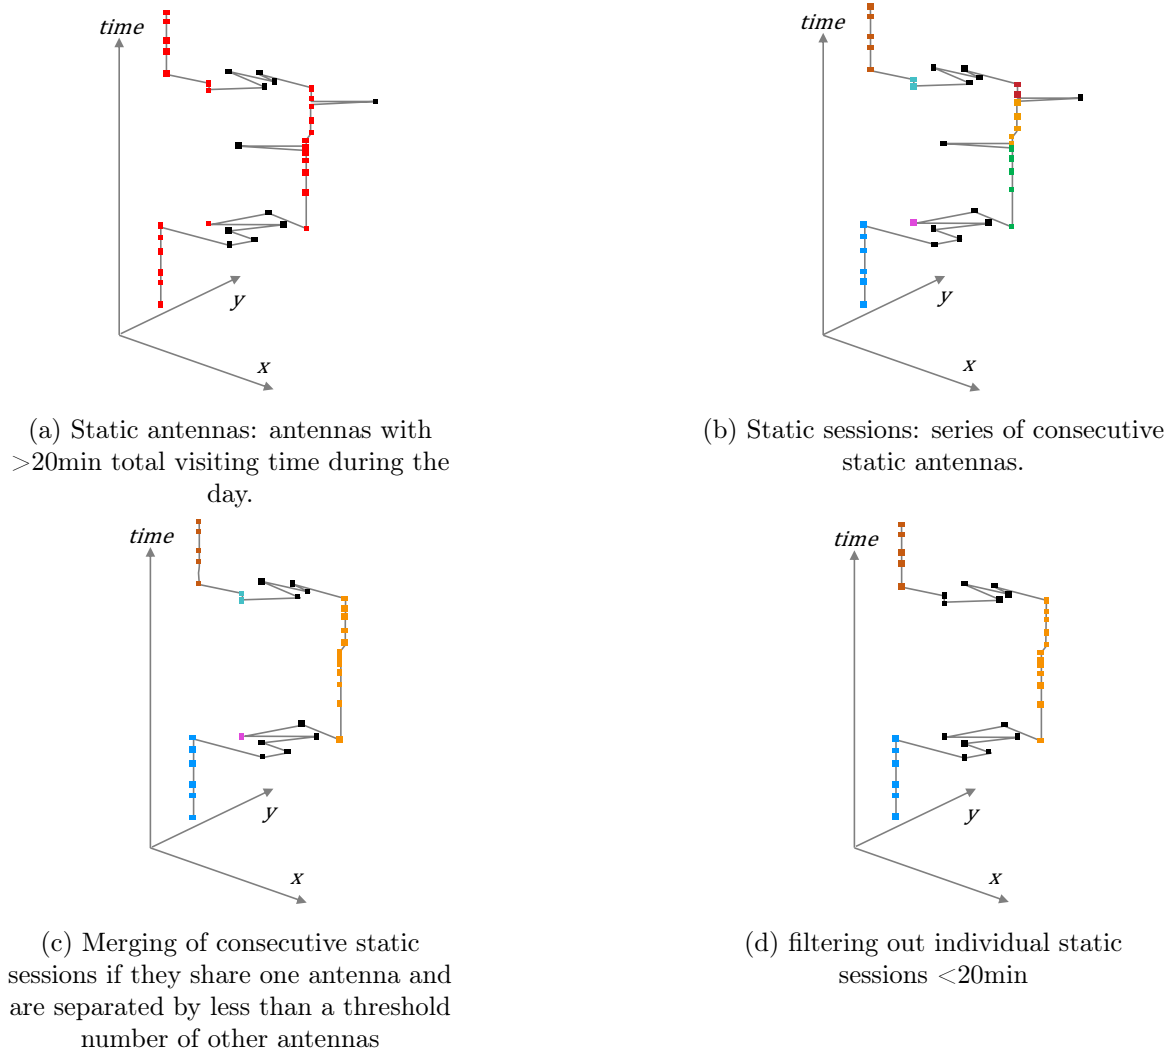 time
y
x
(a) Static antennas: antennas with
>20min total visiting time during the
day.
time
y
x
(b) Static sessions: series of consecutive
static antennas.
time
y
x
(c) Merging of consecutive static
sessions if they share one antenna and
are separated by less than a threshold
number of other antennas
time
y
x
(d) filtering out individual static
sessions <20min